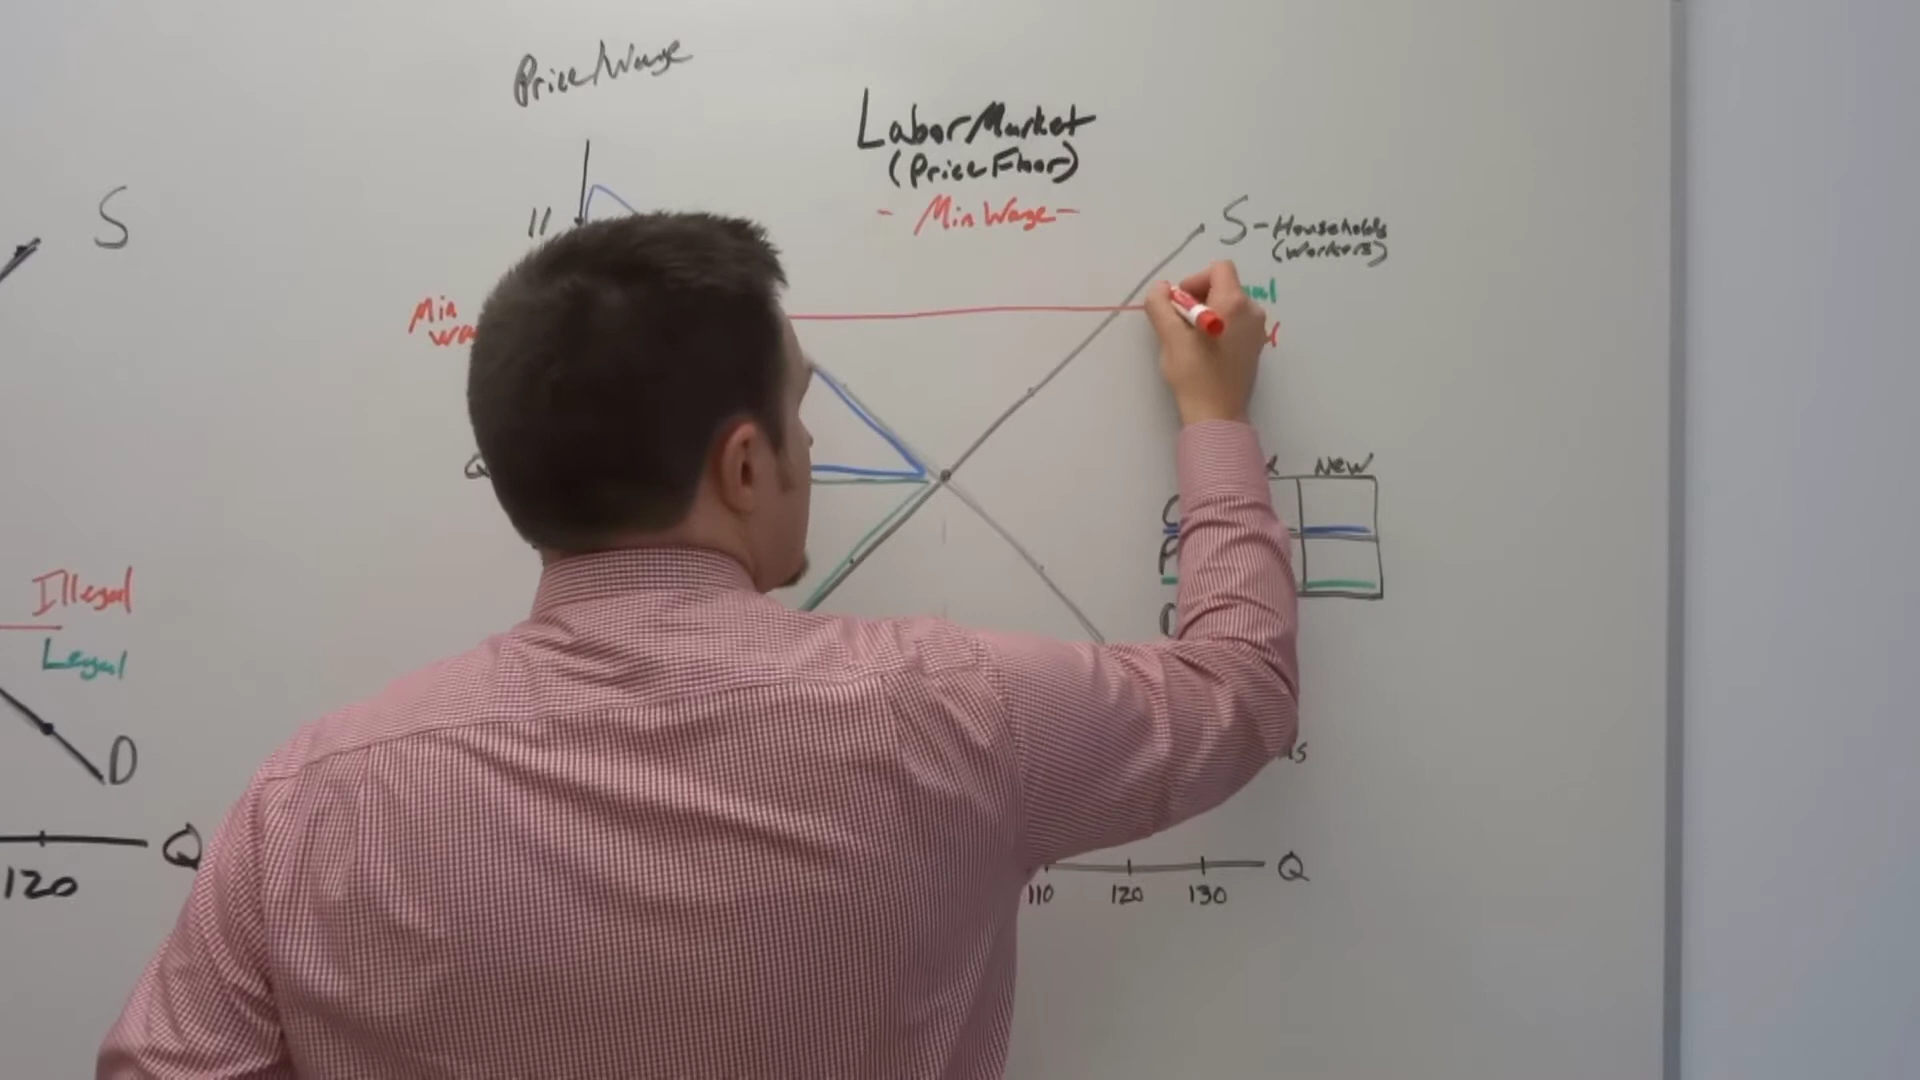 Price/Wage
Labor Market
(Price Floor)
- Min Wage -
S
11
S - Households
(Workers)
Min
New
Illegal
Legal
D
Q
120
110
120
130
Q